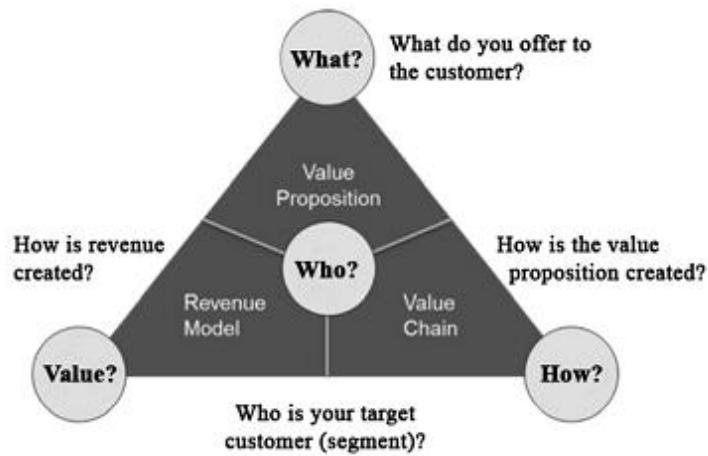 What?
What do you offer to
the customer?
Value
Proposition
How is revenue
created?
Who?
How is the value
proposition created?
Revenue
Model
Value
Chain
Value?
How?
Who is your target
customer (segment)?